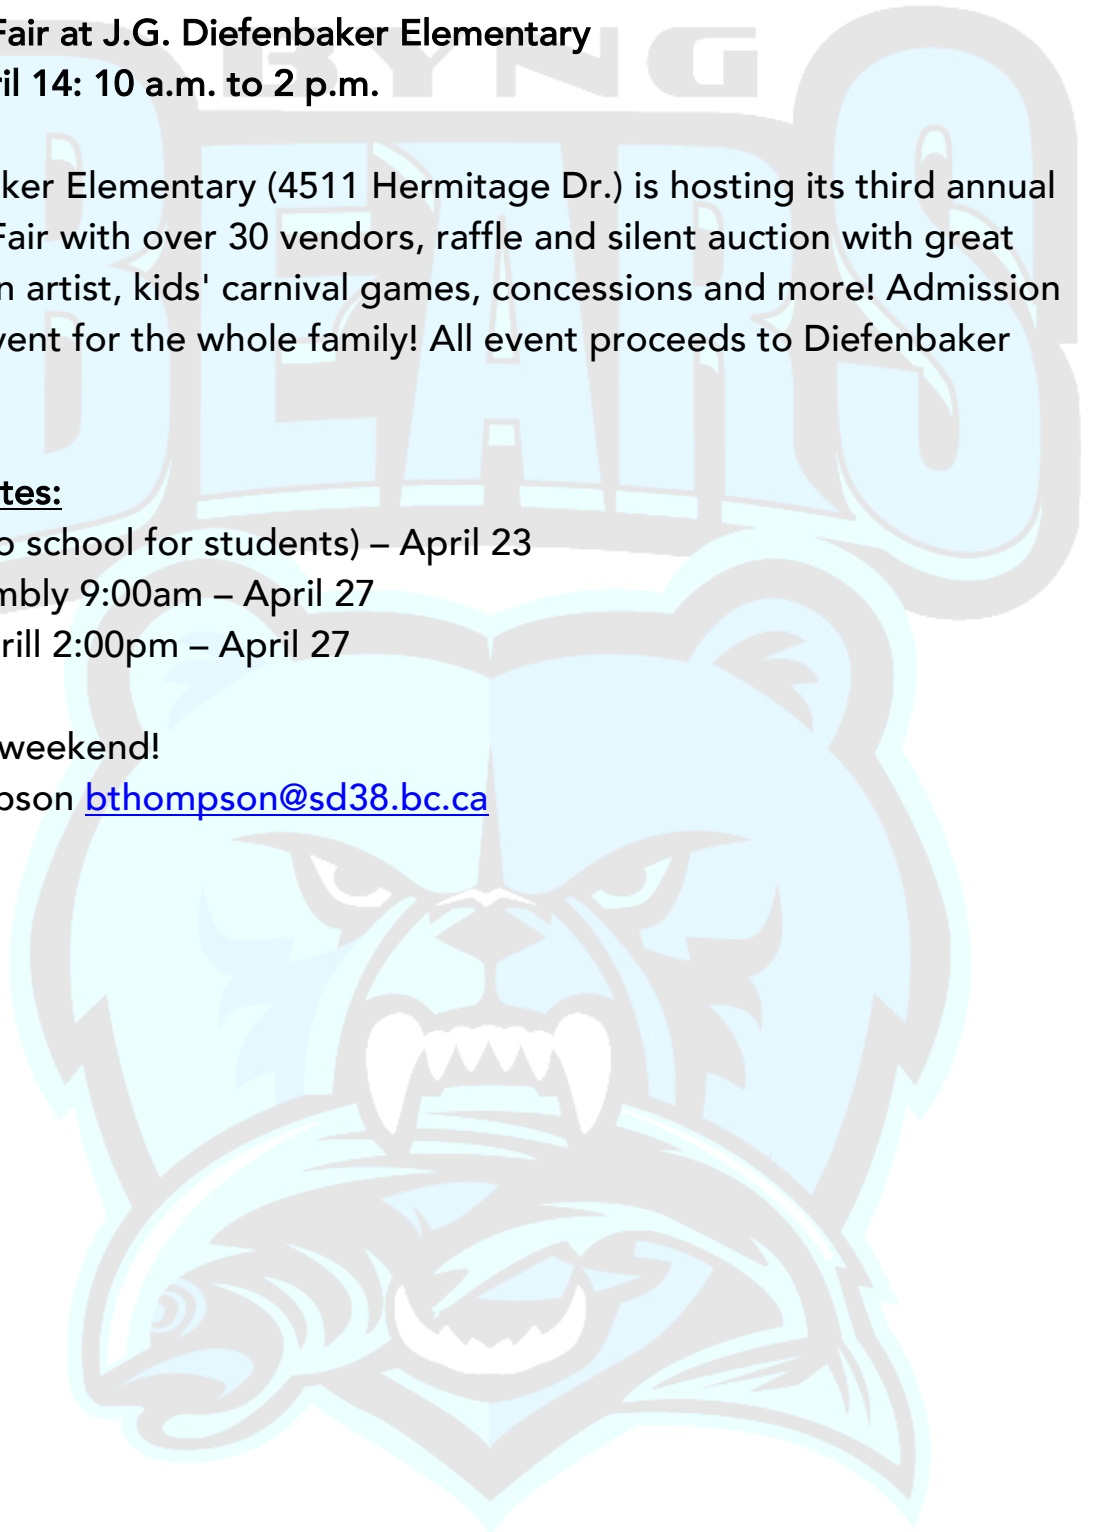 Fair at J.G. Diefenbaker Elementary
BYNG
ril 14: 10 a.m. to 2 p.m.
BEARS
ker Elementary (4511 Hermitage Dr.) is hosting its third annual
Fair with over 30 vendors, raffle and silent auction with great
n artist, kids' carnival games, concessions and more! Admission
vent for the whole family! All event proceeds to Diefenbaker
tes:
o school for students) – April 23
mbly 9:00am – April 27
rill 2:00pm – April 27
weekend!
pson bthompson@sd38.bc.ca